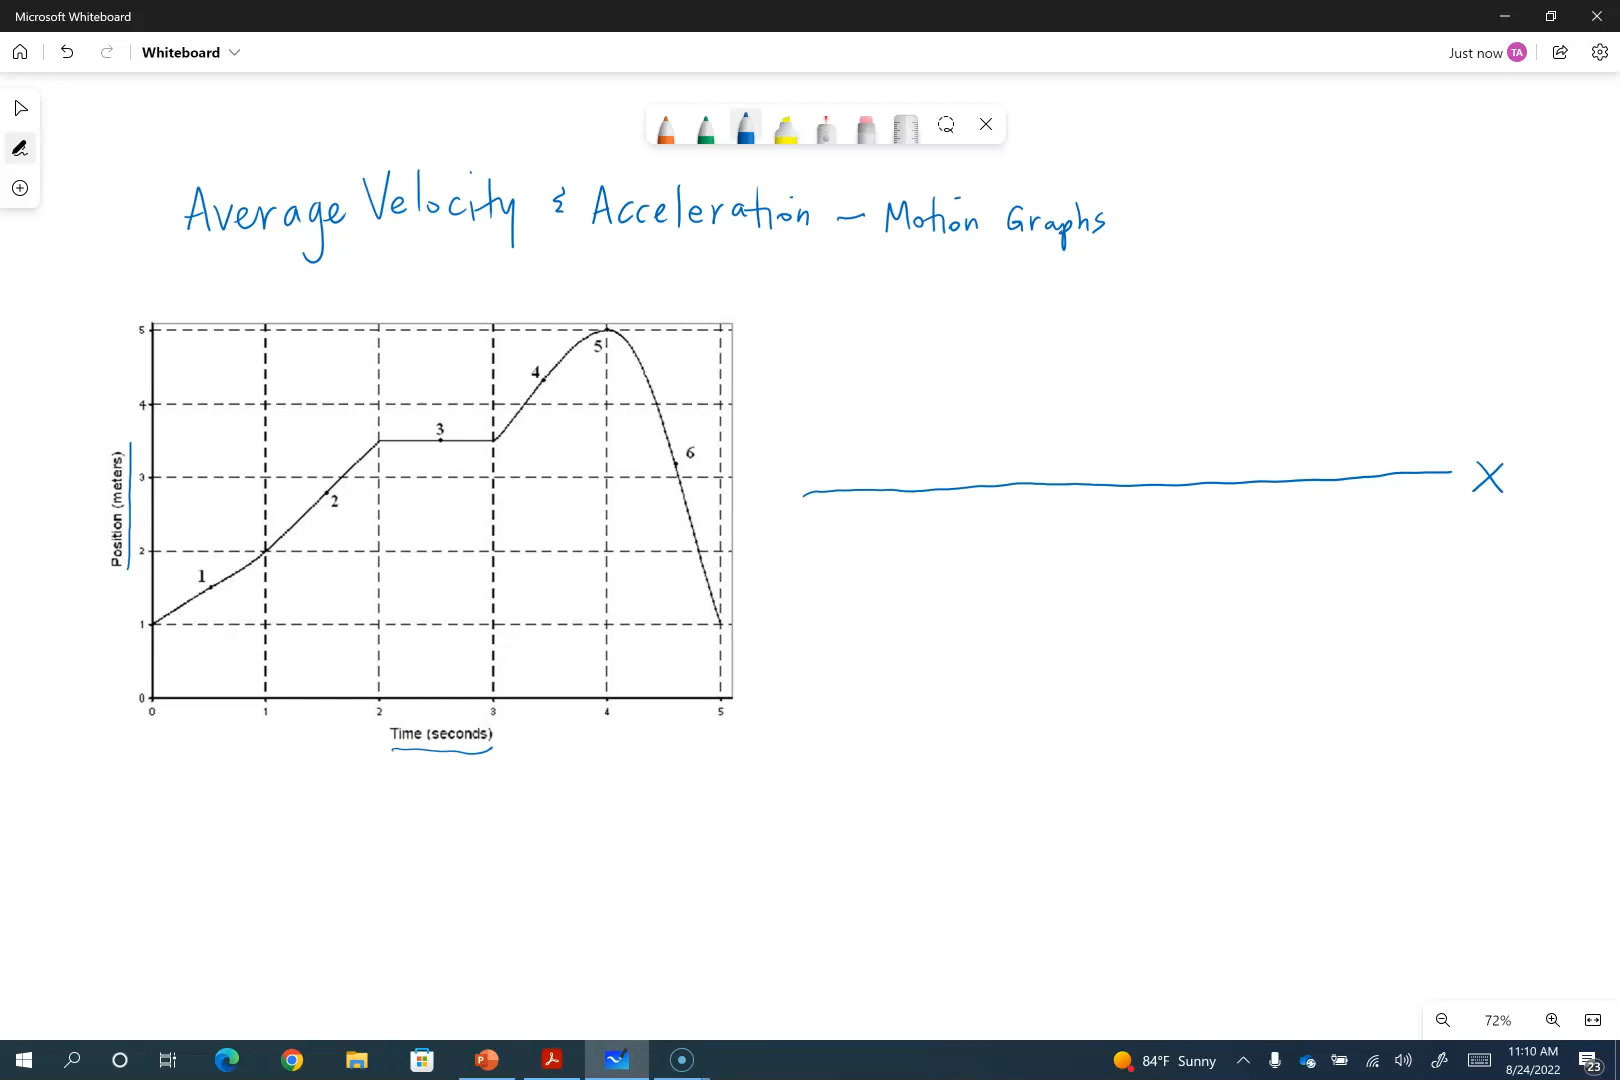 Microsoft Whiteboard
Whiteboard
Just now TA
Average Velocity & Acceleration – Motion Graphs
5
4
3
2
1
0
Position (meters)
1
2
3
4
5
6
0 1 2 3 4 5
Time (seconds)
X
72%
84°F Sunny
11:10 AM
8/24/2022
23